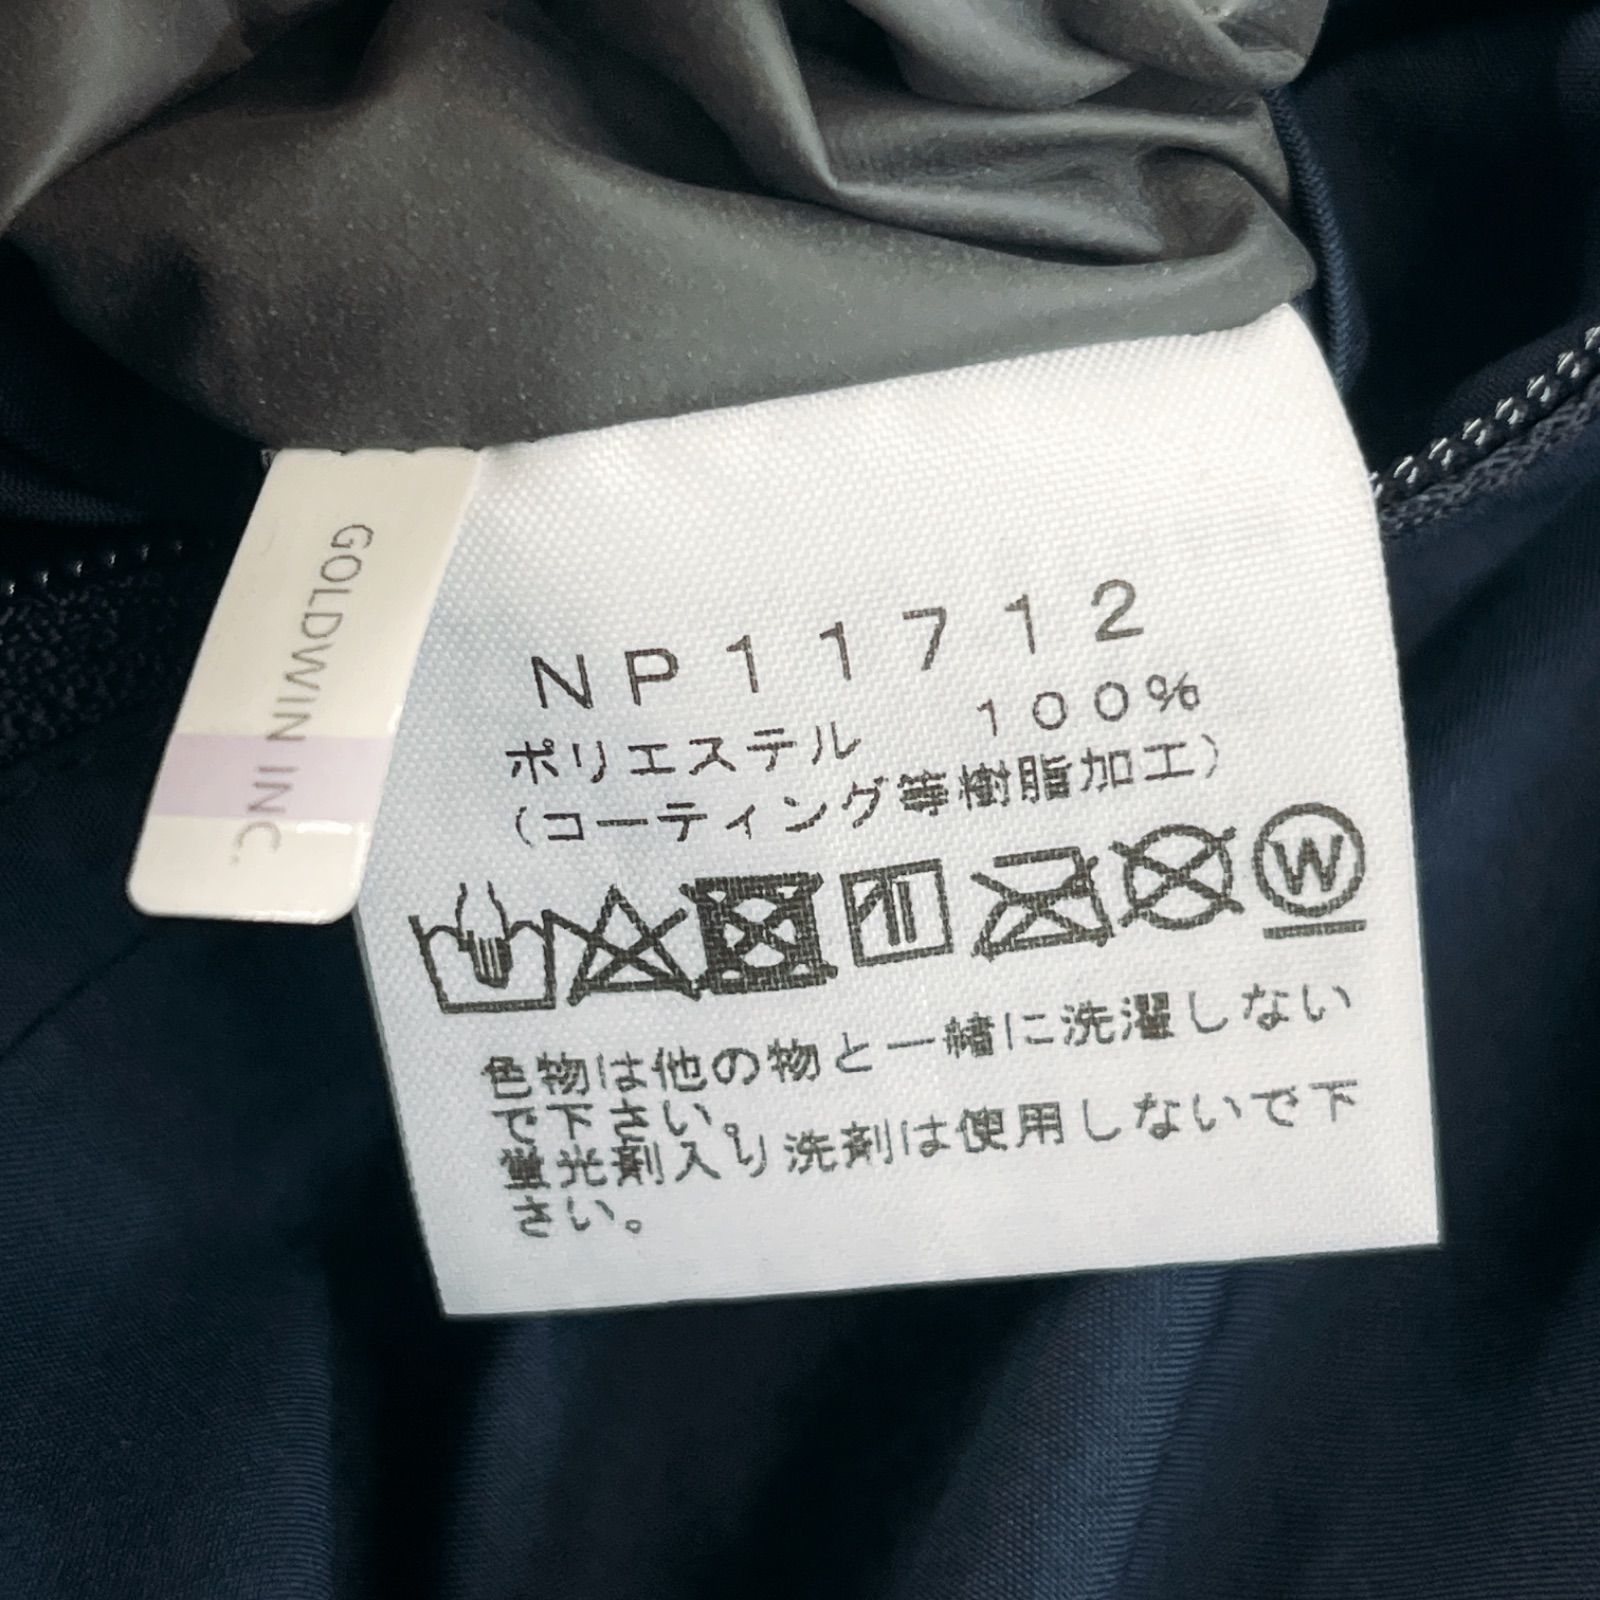 GOLDWIN INC.
NP11712
ポリエステル 100%
(コーティング等樹脂加工)
W
色物は他の物と一緒に洗濯しない
で下さい。
蛍光剤入り洗剤は使用しないで下
さい。